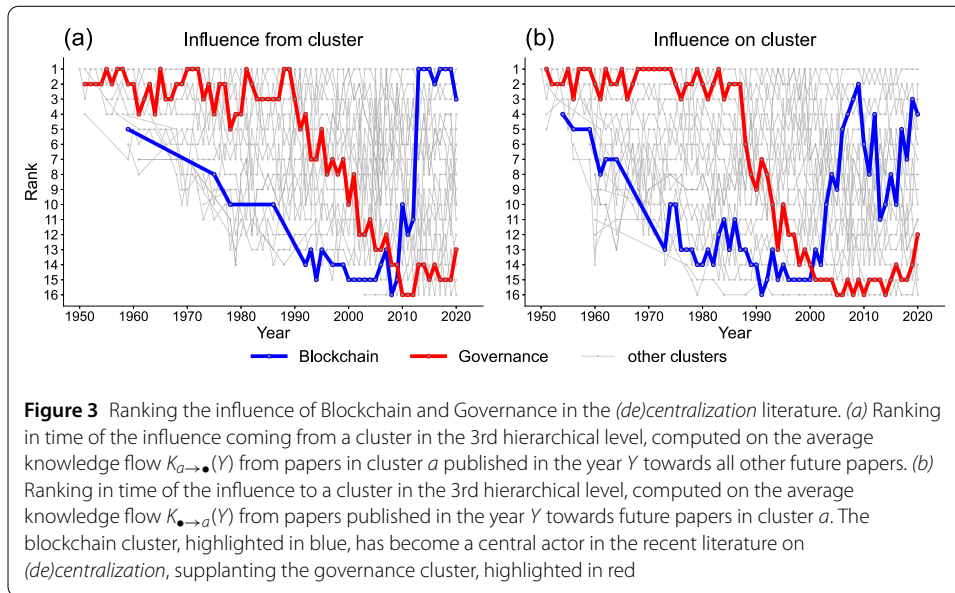 (a)
Influence from cluster
Rank
1
2
3
4
5
6
7
8
9
10
11
12
13
14
15
16
1950 1960 1970 1980 1990 2000 2010 2020
Year
(b)
Influence on cluster
1
2
3
4
5
6
7
8
9
10
11
12
13
14
15
16
1950 1960 1970 1980 1990 2000 2010 2020
Year
Blockchain Governance other clusters
Figure 3 Ranking the influence of Blockchain and Governance in the (de)centralization literature. (a) Ranking
in time of the influence coming from a cluster in the 3rd hierarchical level, computed on the average
knowledge flow K_{a→•}(Y) from papers in cluster a published in the year Y towards all other future papers. (b)
Ranking in time of the influence to a cluster in the 3rd hierarchical level, computed on the average
knowledge flow K_{•→a}(Y) from papers published in the year Y towards future papers in cluster a. The
blockchain cluster, highlighted in blue, has become a central actor in the recent literature on
(de)centralization, supplanting the governance cluster, highlighted in red